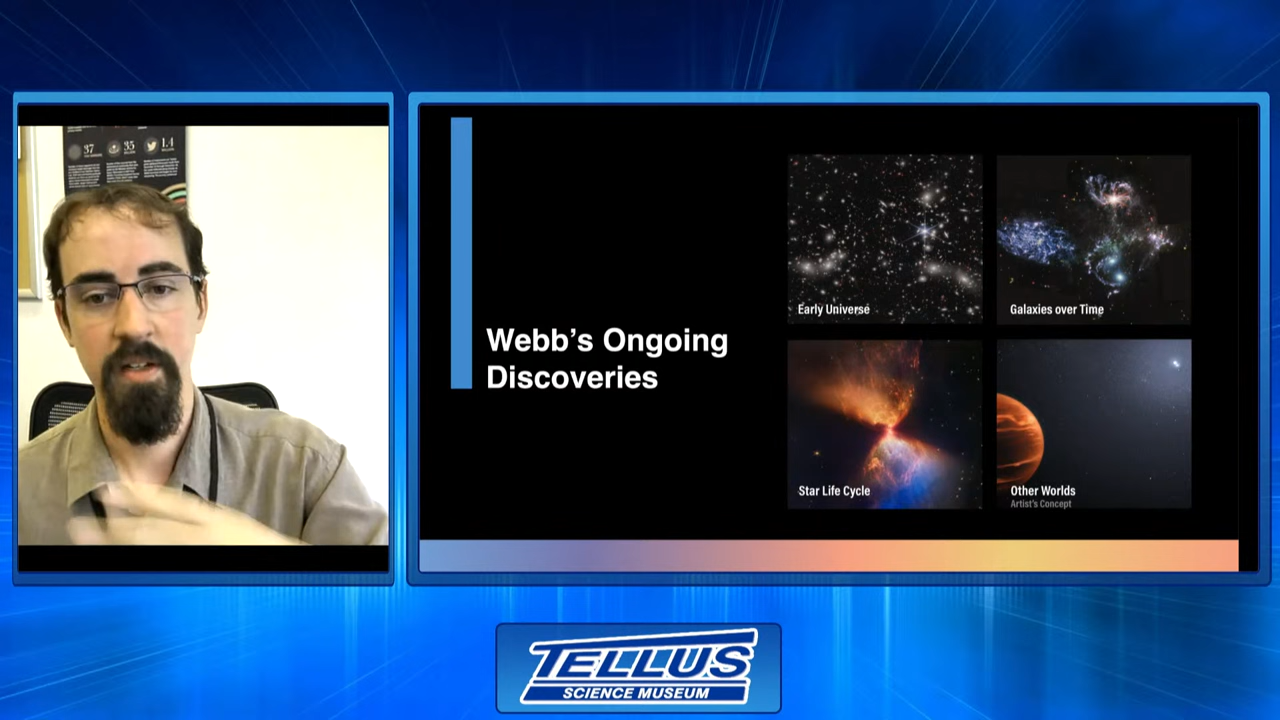 37
35
1.4
Webb’s Ongoing
Discoveries
Early Universe
Galaxies over Time
Star Life Cycle
Other Worlds
Artist's Concept
TELLUS
SCIENCE MUSEUM